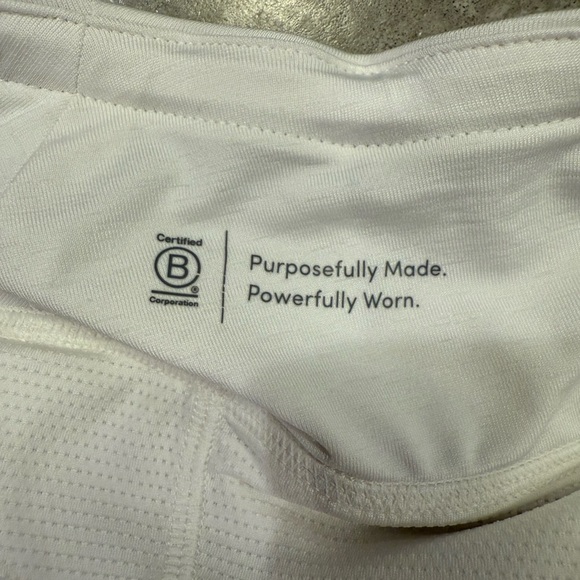 Certified
B
®
Corporation
Purposefully Made.
Powerfully Worn.